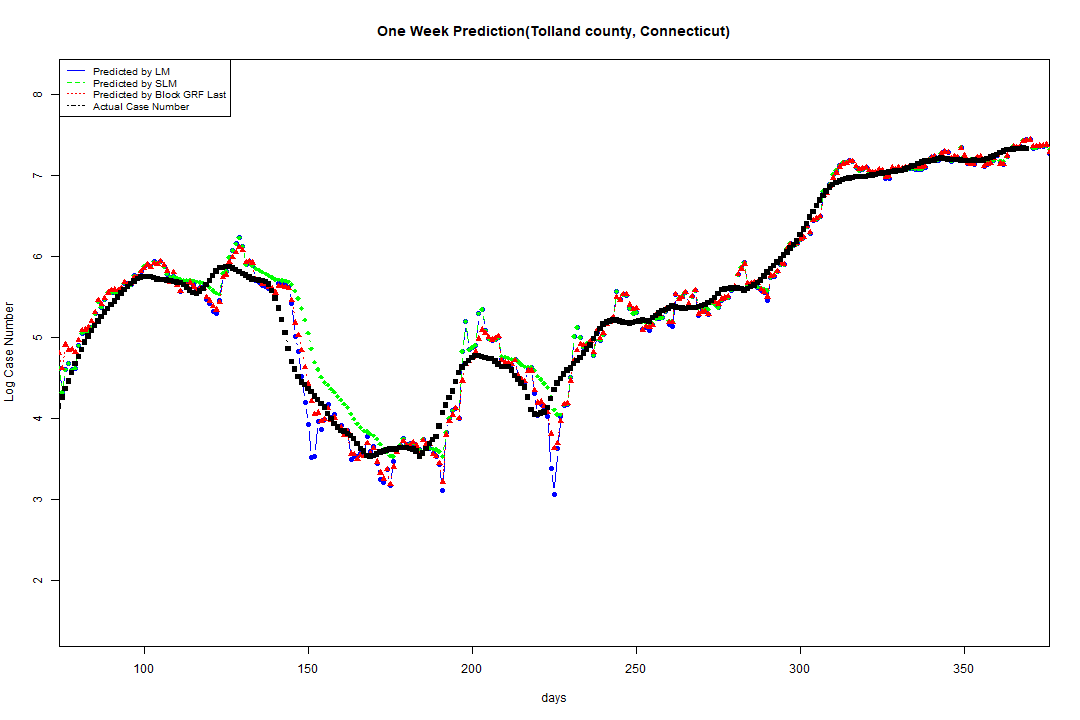 One Week Prediction(Tolland county, Connecticut)
Predicted by LM
Predicted by SLM
Predicted by Block GRF Last
Actual Case Number
8
7
6
5
4
3
2
Log Case Number
100 150 200 250 300 350
days